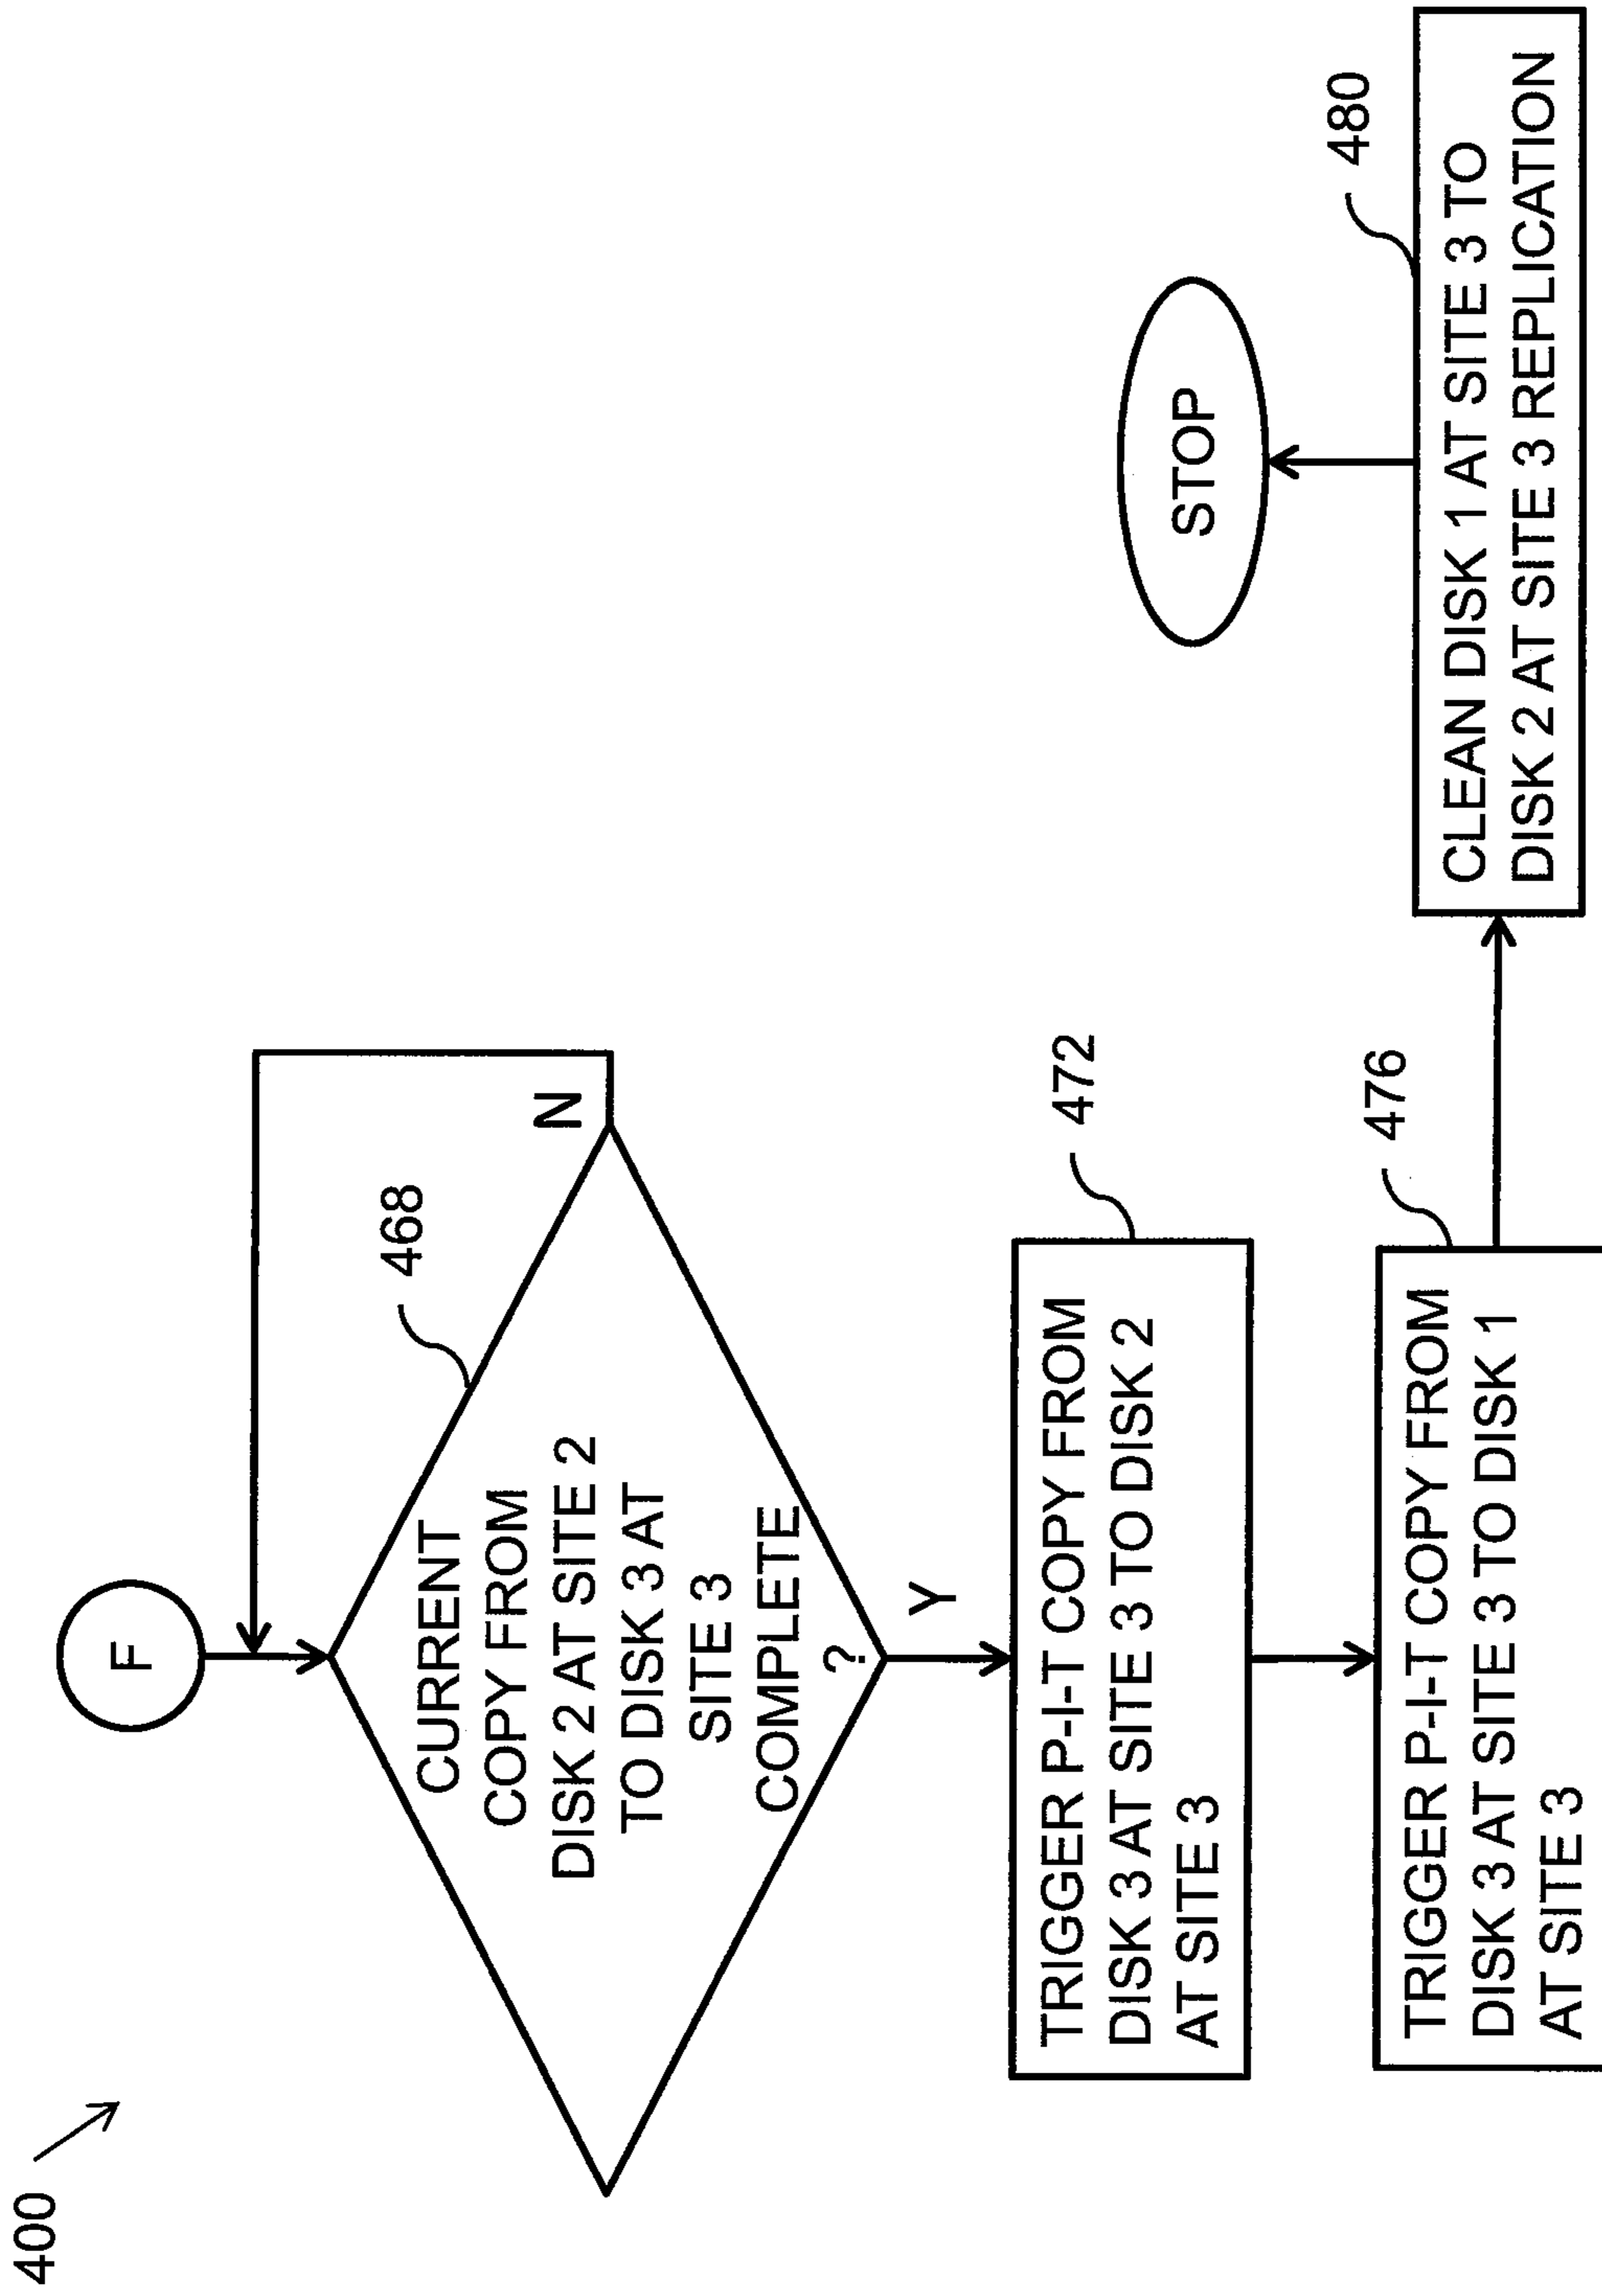 400
F
CURRENT
COPY FROM
DISK 2 AT SITE 2
TO DISK 3 AT
SITE 3
COMPLETE
?
468
N
Y
TRIGGER P-I-T COPY FROM
DISK 3 AT SITE 3 TO DISK 2
AT SITE 3
472
TRIGGER P-I-T COPY FROM
DISK 3 AT SITE 3 TO DISK 1
AT SITE 3
476
CLEAN DISK 1 AT SITE 3 TO
DISK 2 AT SITE 3 REPLICATION
480
STOP